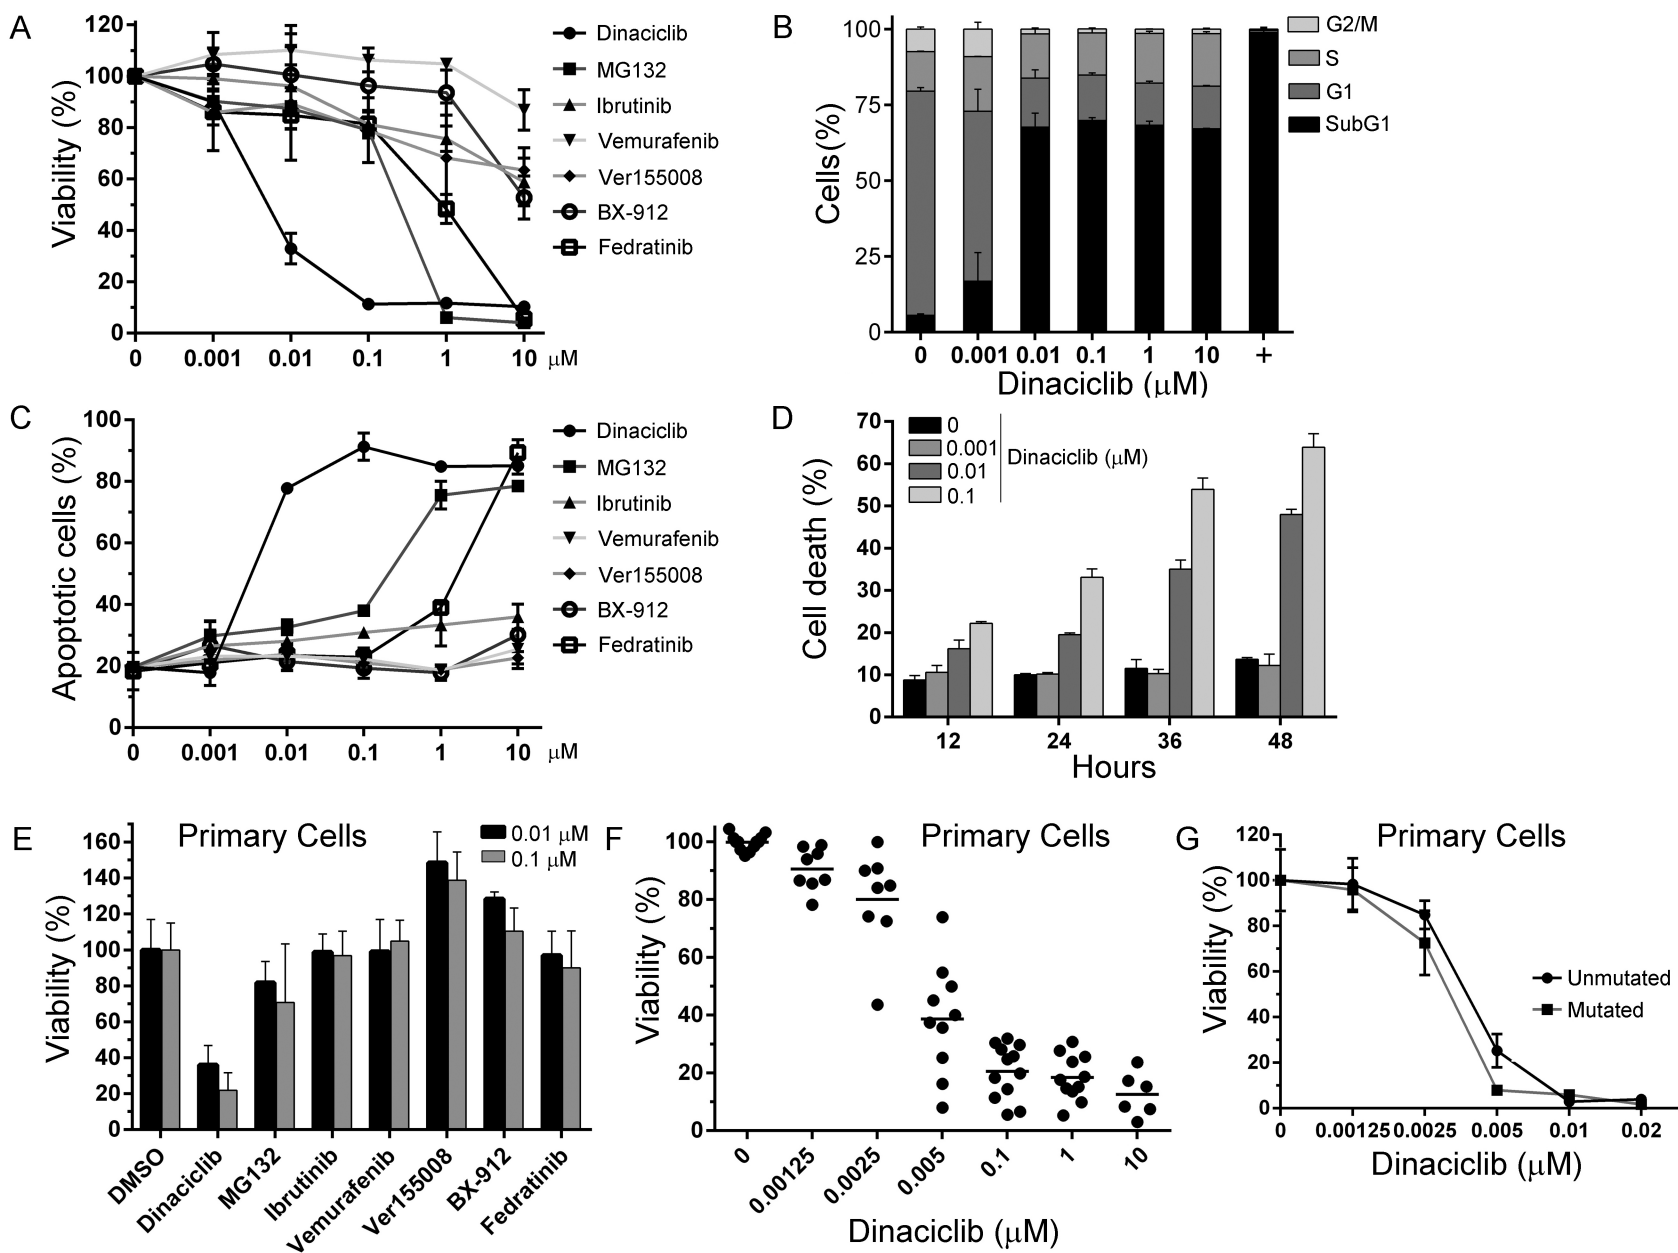 A
Viability (%)
120
100
80
60
40
20
0
0 0.001 0.01 0.1 1 10 μM
Dinaciclib
MG132
Ibrutinib
Vemurafenib
Ver155008
BX-912
Fedratinib
B
Cells(%)
100
75
50
25
0
0 0.001 0.01 0.1 1 10 +
Dinaciclib (μM)
G2/M
S
G1
SubG1
C
Apoptotic cells (%)
100
80
60
40
20
0
0 0.001 0.01 0.1 1 10 μM
Dinaciclib
MG132
Ibrutinib
Vemurafenib
Ver155008
BX-912
Fedratinib
D
Cell death (%)
70
60
50
40
30
20
10
0
0
0.001
0.01
0.1
Dinaciclib (μM)
12 24 36 48
Hours
E
Primary Cells
0.01 μM
0.1 μM
Viability (%)
160
140
120
100
80
60
40
20
0
DMSO
Dinaciclib
MG132
Ibrutinib
Vemurafenib
Ver155008
BX-912
Fedratinib
F
Primary Cells
Viability (%)
100
80
60
40
20
0
0
0.00125
0.0025
0.005
0.1
1
10
Dinaciclib (μM)
G
Primary Cells
Viability (%)
120
100
80
60
40
20
0
Unmutated
Mutated
0 0.00125 0.0025 0.005 0.01 0.02
Dinaciclib (μM)